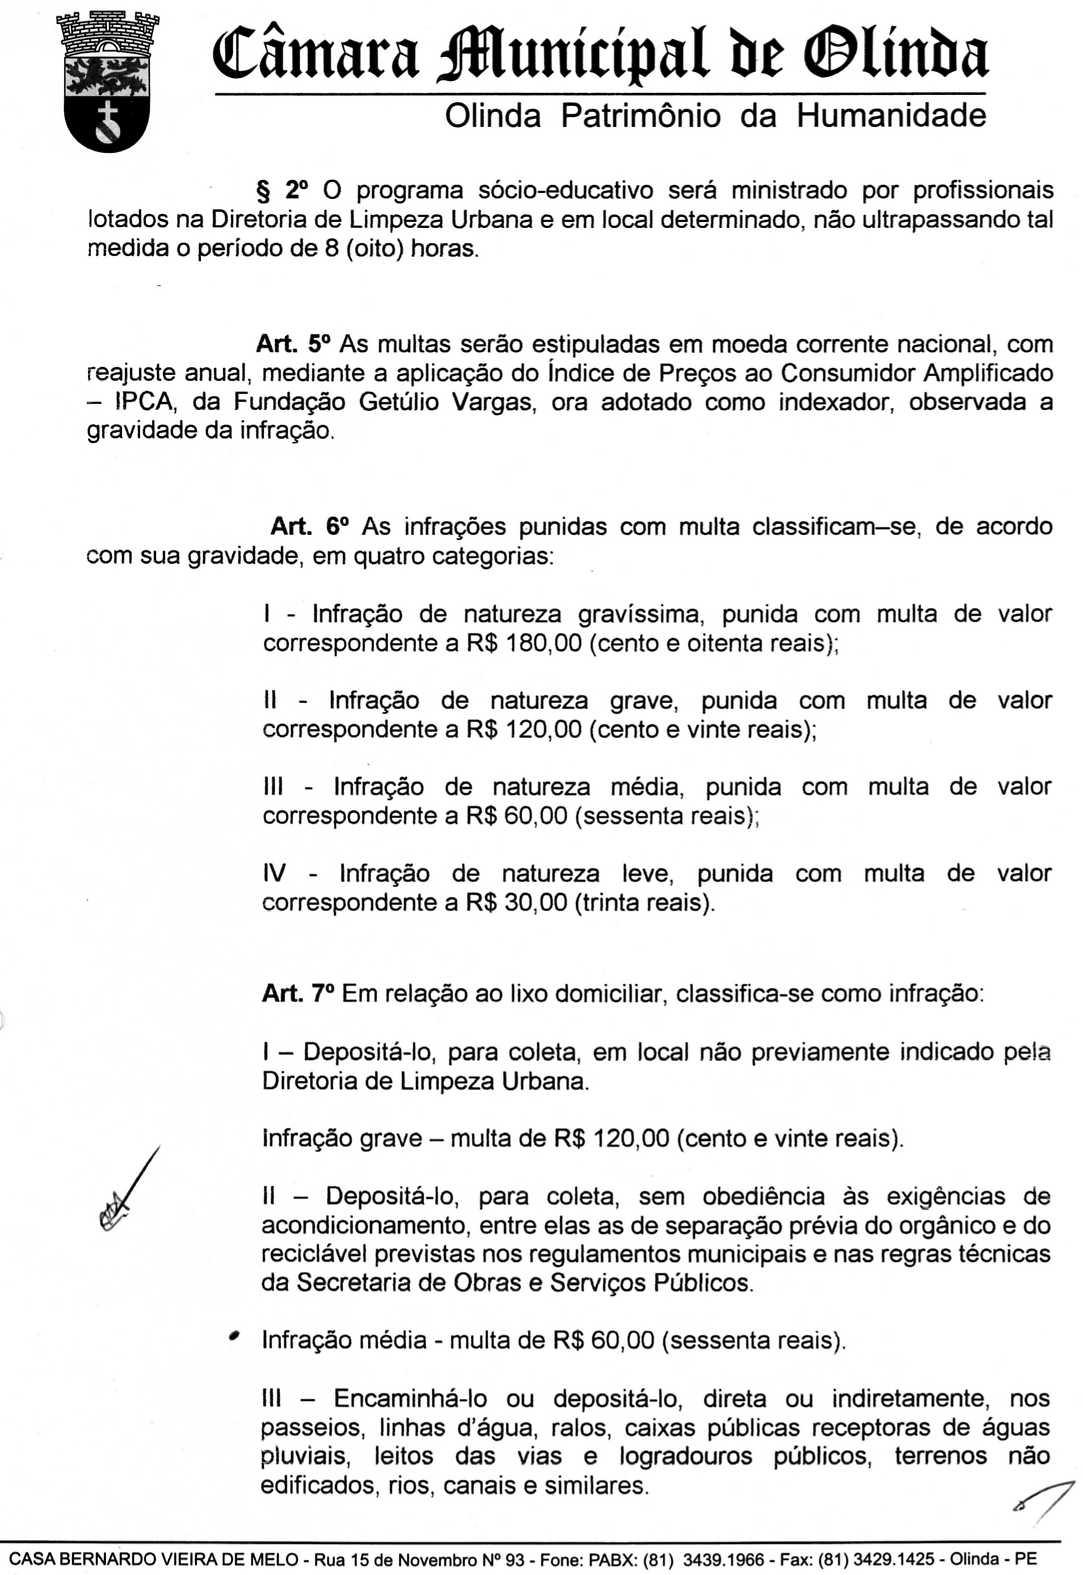 Câmara Municipal de Olinda
Olinda Patrimônio da Humanidade
§ 2º O programa sócio-educativo será ministrado por profissionais
lotados na Diretoria de Limpeza Urbana e em local determinado, não ultrapassando tal
medida o período de 8 (oito) horas.
Art. 5º As multas serão estipuladas em moeda corrente nacional, com
reajuste anual, mediante a aplicação do Índice de Preços ao Consumidor Amplificado
– IPCA, da Fundação Getúlio Vargas, ora adotado como indexador, observada a
gravidade da infração.
Art. 6º As infrações punidas com multa classificam–se, de acordo
com sua gravidade, em quatro categorias:
I - Infração de natureza gravíssima, punida com multa de valor
correspondente a R$ 180,00 (cento e oitenta reais);
II - Infração de natureza grave, punida com multa de valor
correspondente a R$ 120,00 (cento e vinte reais);
III - Infração de natureza média, punida com multa de valor
correspondente a R$ 60,00 (sessenta reais);
IV - Infração de natureza leve, punida com multa de valor
correspondente a R$ 30,00 (trinta reais).
Art. 7º Em relação ao lixo domiciliar, classifica-se como infração:
I – Depositá-lo, para coleta, em local não previamente indicado pela
Diretoria de Limpeza Urbana.
Infração grave – multa de R$ 120,00 (cento e vinte reais).
II – Depositá-lo, para coleta, sem obediência às exigências de
acondicionamento, entre elas as de separação prévia do orgânico e do
reciclável previstas nos regulamentos municipais e nas regras técnicas
da Secretaria de Obras e Serviços Públicos.
Infração média - multa de R$ 60,00 (sessenta reais).
III – Encaminhá-lo ou depositá-lo, direta ou indiretamente, nos
passeios, linhas d'água, ralos, caixas públicas receptoras de águas
pluviais, leitos das vias e logradouros públicos, terrenos não
edificados, rios, canais e similares.
CASA BERNARDO VIEIRA DE MELO - Rua 15 de Novembro Nº 93 - Fone: PABX: (81) 3439.1966 - Fax: (81) 3429.1425 - Olinda - PE